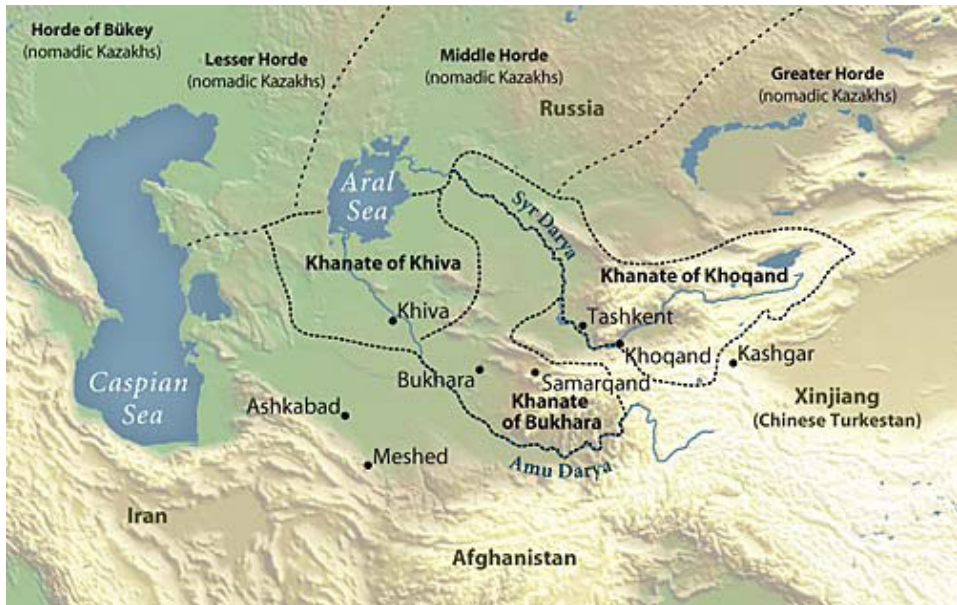 Horde of Bükey
(nomadic Kazakhs)
Lesser Horde
(nomadic Kazakhs)
Middle Horde
(nomadic Kazakhs)
Greater Horde
(nomadic Kazakhs)
Russia
Aral
Sea
Syr Darya
Khanate of Khiva
Khanate of Khoqand
Khiva
Tashkent
Khoqand
Kashgar
Bukhara
Samarqand
Caspian
Sea
Khanate
of Bukhara
Xinjiang
(Chinese Turkestan)
Ashkabad
Meshed
Amu Darya
Iran
Afghanistan